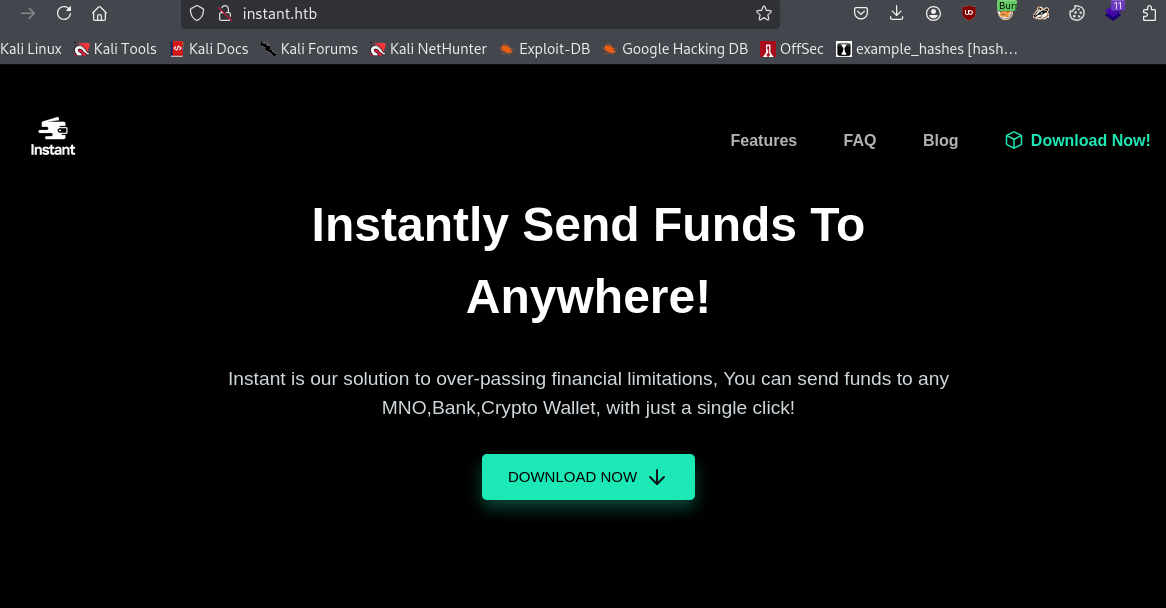 instant.htb
Burp
11
Kali Linux Kali Tools Kali Docs Kali Forums Kali NetHunter Exploit-DB Google Hacking DB OffSec example_hashes [hash…
Instant
Features FAQ Blog Download Now!
Instantly Send Funds To
Anywhere!
Instant is our solution to over-passing financial limitations, You can send funds to any
MNO,Bank,Crypto Wallet, with just a single click!
DOWNLOAD NOW